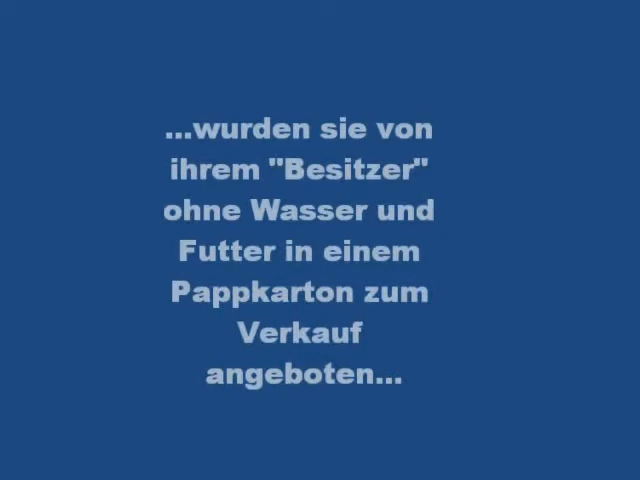 ...wurden sie von
ihrem "Besitzer"
ohne Wasser und
Futter in einem
Pappkarton zum
Verkauf
angeboten...